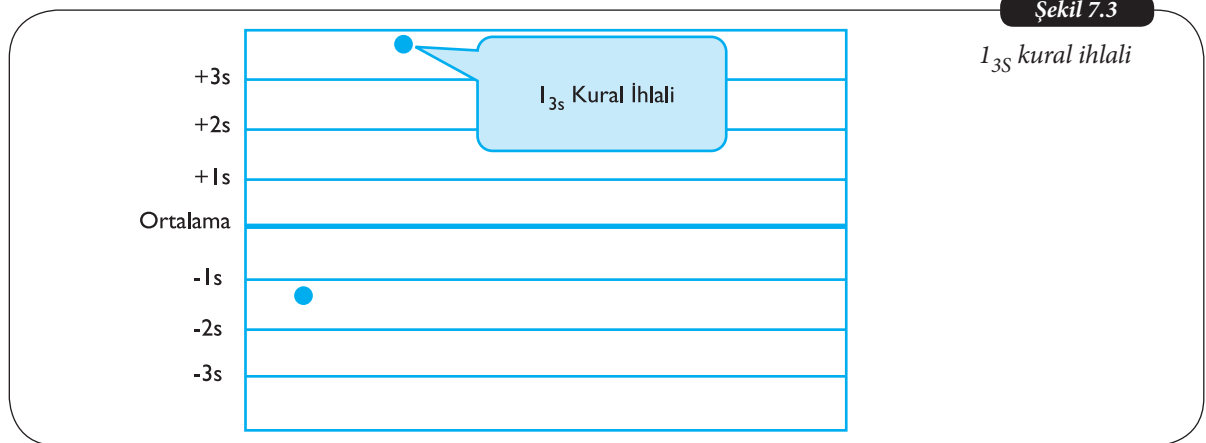 Şekil 7.3
1₃S kural ihlali
1₃s Kural İhlali
+3s
+2s
+1s
Ortalama
-1s
-2s
-3s